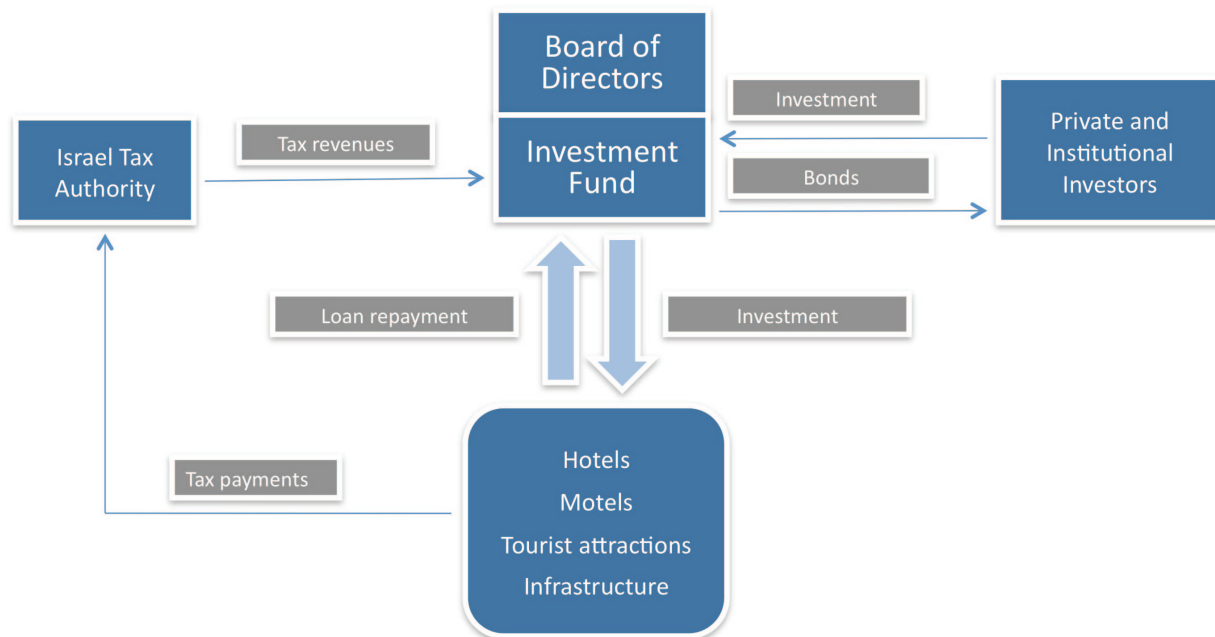 Board of
Directors
Investment
Fund
Israel Tax
Authority
Tax revenues
Investment
Bonds
Private and
Institutional
Investors
Loan repayment
Investment
Tax payments
Hotels
Motels
Tourist attractions
Infrastructure